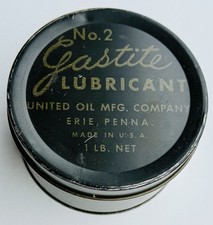 No. 2
Gastite
LUBRICANT
UNITED OIL MFG. COMPANY
ERIE, PENNA.
MADE IN U.S.A.
1 LB. NET